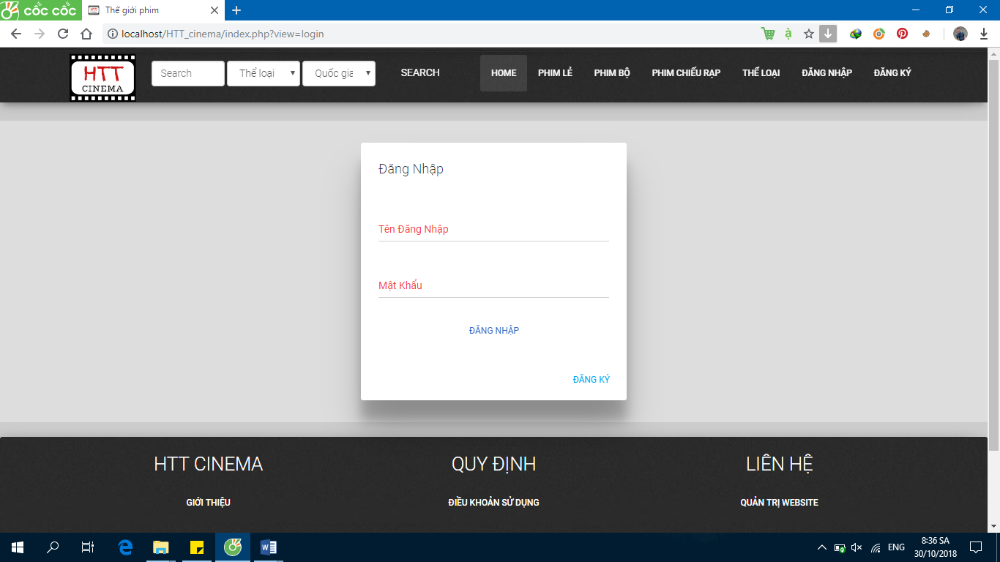 cốc cốc
Thế giới phim
localhost/HTT_cinema/index.php?view=login
HTT
CINEMA
Search
Thể loại
Quốc gia
SEARCH
HOME
PHIM LẺ
PHIM BỘ
PHIM CHIẾU RẠP
THỂ LOẠI
ĐĂNG NHẬP
ĐĂNG KÝ
Đăng Nhập
Tên Đăng Nhập
Mật Khẩu
ĐĂNG NHẬP
ĐĂNG KÝ
HTT CINEMA
QUY ĐỊNH
LIÊN HỆ
GIỚI THIỆU
ĐIỀU KHOẢN SỬ DỤNG
QUẢN TRỊ WEBSITE
ENG
8:36 SA
30/10/2018